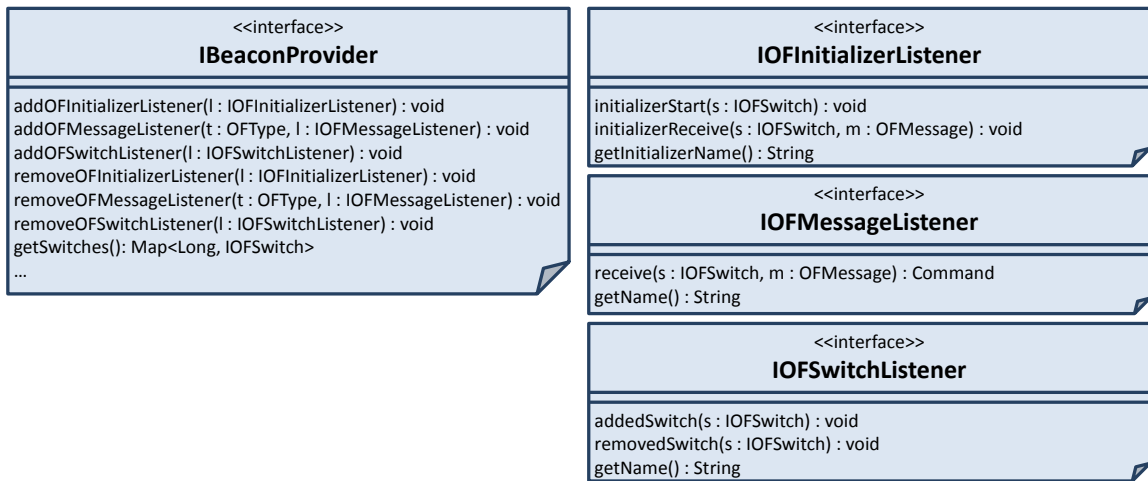 <<interface>>
IBeaconProvider
addOFInitializerListener(l : IOFInitializerListener) : void
addOFMessageListener(t : OFType, l : IOFMessageListener) : void
addOFSwitchListener(l : IOFSwitchListener) : void
removeOFInitializerListener(l : IOFInitializerListener) : void
removeOFMessageListener(t : OFType, l : IOFMessageListener) : void
removeOFSwitchListener(l : IOFSwitchListener) : void
getSwitches(): Map<Long, IOFSwitch>
…
<<interface>>
IOFInitializerListener
initializerStart(s : IOFSwitch) : void
initializerReceive(s : IOFSwitch, m : OFMessage) : void
getInitializerName() : String
<<interface>>
IOFMessageListener
receive(s : IOFSwitch, m : OFMessage) : Command
getName() : String
<<interface>>
IOFSwitchListener
addedSwitch(s : IOFSwitch) : void
removedSwitch(s : IOFSwitch) : void
getName() : String